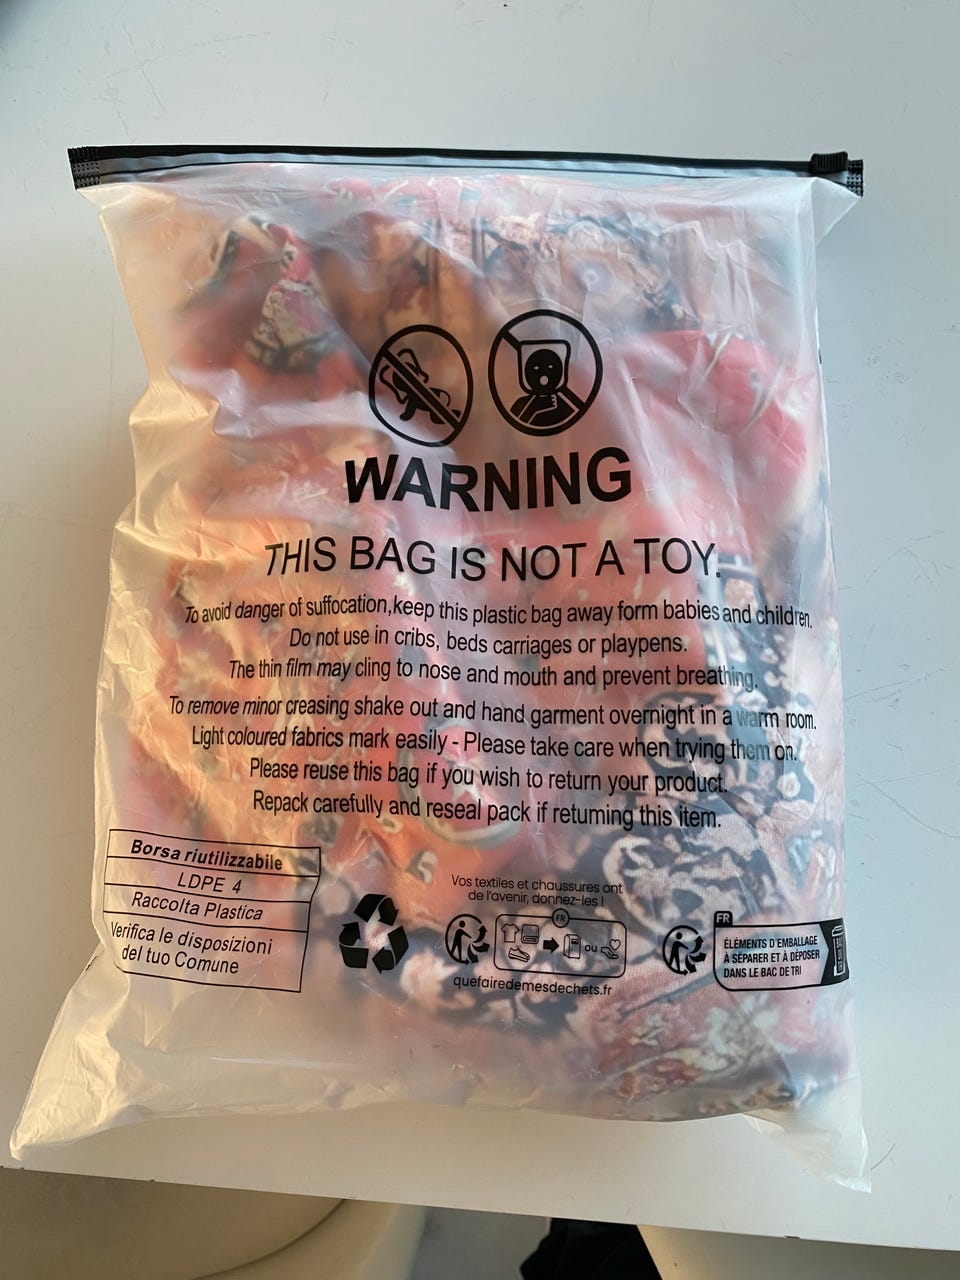 WARNING
THIS BAG IS NOT A TOY.
To avoid danger of suffocation,keep this plastic bag away form babies and children.
Do not use in cribs, beds carriages or playpens.
The thin film may cling to nose and mouth and prevent breathing.
To remove minor creasing shake out and hand garment overnight in a warm room.
Light coloured fabrics mark easily - Please take care when trying them on.
Please reuse this bag if you wish to return your product.
Repack carefully and reseal pack if returming this item.
Borsa riutilizzabile
LDPE 4
Raccolta Plastica
Verifica le disposizioni
del tuo Comune
Vos textiles et chaussures ont
de l'avenir, donnez-les !
FR
ou
quefairedemesdechets.fr
FR
ÉLÉMENTS D'EMBALLAGE
À SÉPARER ET À DÉPOSER
DANS LE BAC DE TRI